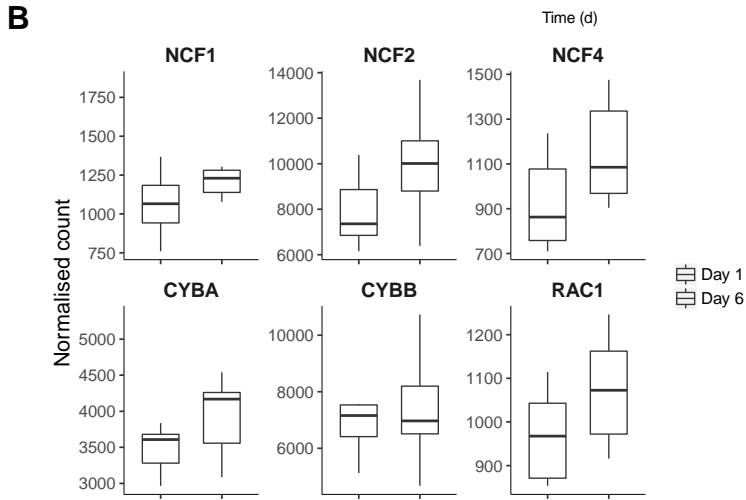 B
Time (d)
NCF1
NCF2
NCF4
1750
1500
1250
1000
750
14000
12000
10000
8000
6000
1500
1300
1100
900
700
Normalised count
CYBA
CYBB
RAC1
5000
4500
4000
3500
3000
10000
8000
6000
1200
1100
1000
900
Day 1
Day 6